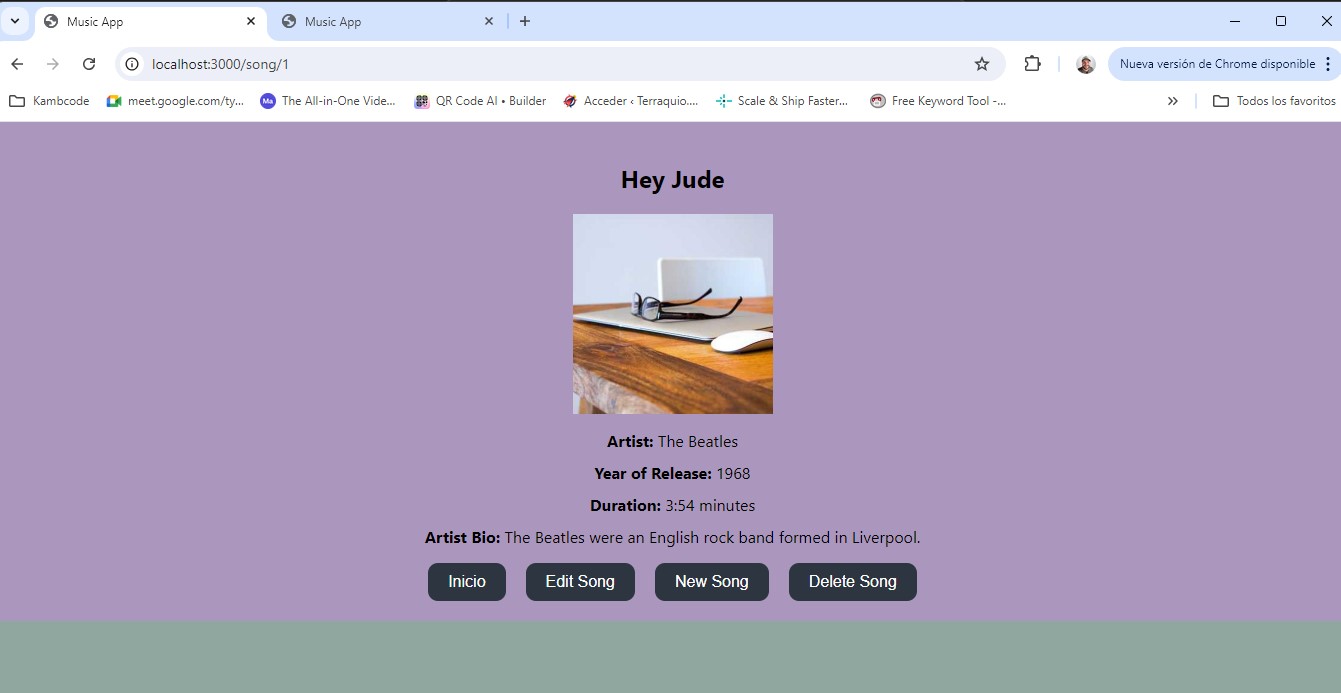 Music App
Music App
localhost:3000/song/1
Nueva versión de Chrome disponible
Kambcode
meet.google.com/ty...
Ma
The All-in-One Vide...
QR Code AI • Builder
Acceder ‹ Terraquio....
Scale & Ship Faster...
Free Keyword Tool -...
Todos los favoritos
Hey Jude
Artist: The Beatles
Year of Release: 1968
Duration: 3:54 minutes
Artist Bio: The Beatles were an English rock band formed in Liverpool.
Inicio
Edit Song
New Song
Delete Song